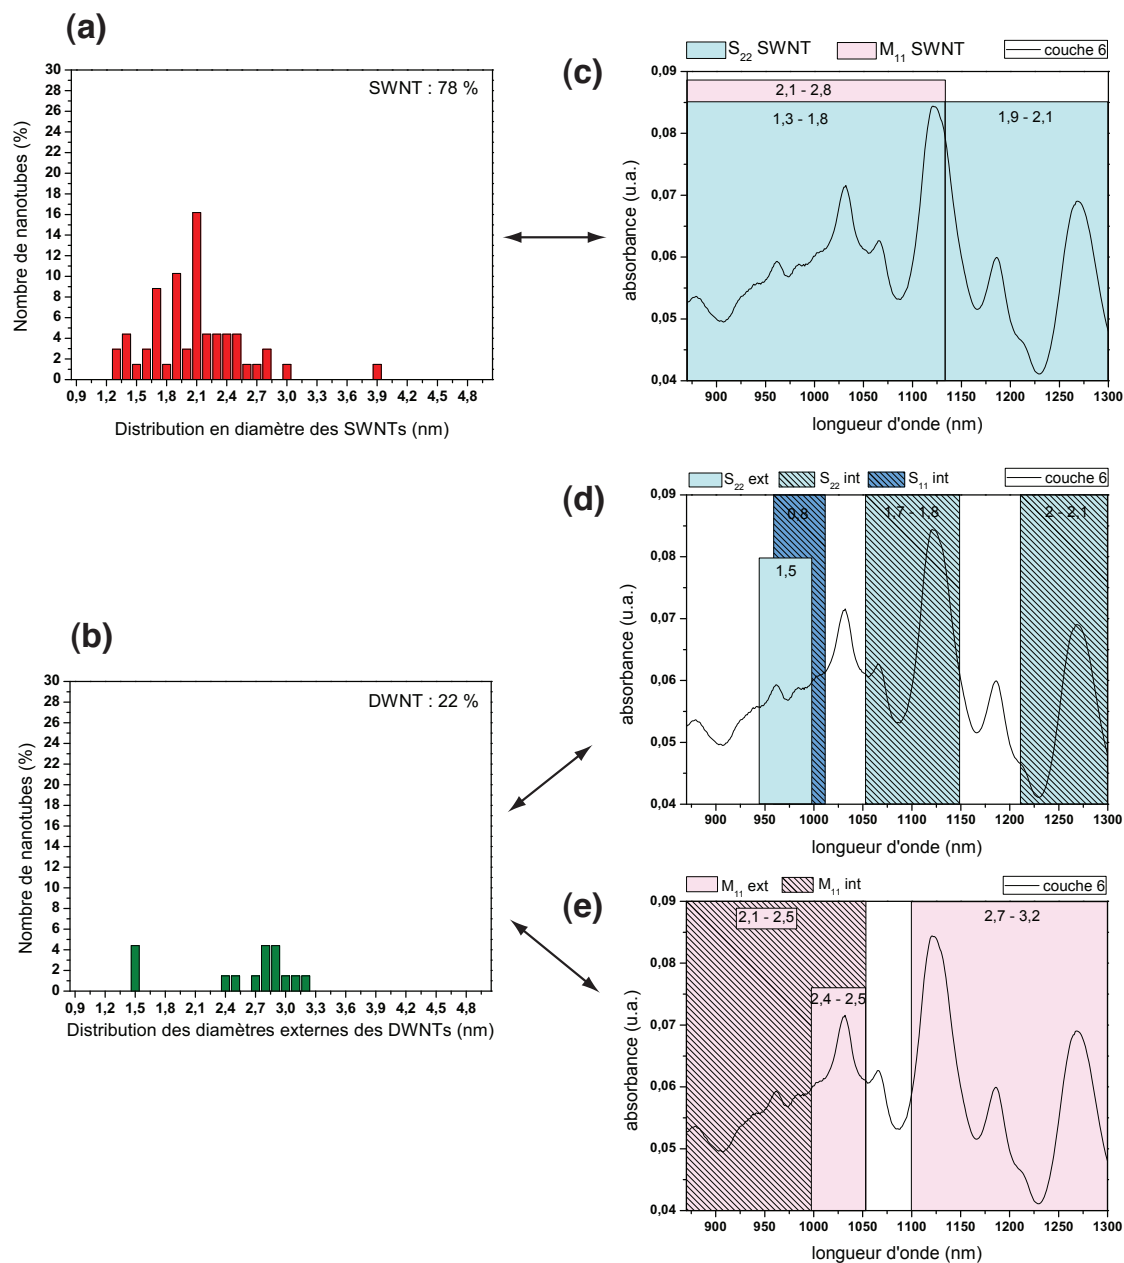 (a)
SWNT : 78 %
Nombre de nanotubes (%)
30
28
26
24
22
20
18
16
14
12
10
8
6
4
2
0
0,9 1,2 1,5 1,8 2,1 2,4 2,7 3,0 3,3 3,6 3,9 4,2 4,5 4,8
Distribution en diamètre des SWNTs (nm)
(c)
S22 SWNT M11 SWNT couche 6
2,1 - 2,8
1,3 - 1,8 1,9 - 2,1
absorbance (u.a.)
0,09
0,08
0,07
0,06
0,05
0,04
900 950 1000 1050 1100 1150 1200 1250 1300
longueur d'onde (nm)
(b)
DWNT : 22 %
Nombre de nanotubes (%)
30
28
26
24
22
20
18
16
14
12
10
8
6
4
2
0
0,9 1,2 1,5 1,8 2,1 2,4 2,7 3,0 3,3 3,6 3,9 4,2 4,5 4,8
Distribution des diamètres externes des DWNTs (nm)
(d)
S22 ext S22 int S11 int couche 6
0,8 1,7 - 1,8 2 - 2,1
1,5
absorbance (u.a.)
0,09
0,08
0,07
0,06
0,05
0,04
900 950 1000 1050 1100 1150 1200 1250 1300
longueur d'onde (nm)
(e)
M11 ext M11 int couche 6
2,1 - 2,5 2,7 - 3,2
2,4 - 2,5
absorbance (u.a.)
0,09
0,08
0,07
0,06
0,05
0,04
900 950 1000 1050 1100 1150 1200 1250 1300
longueur d'onde (nm)